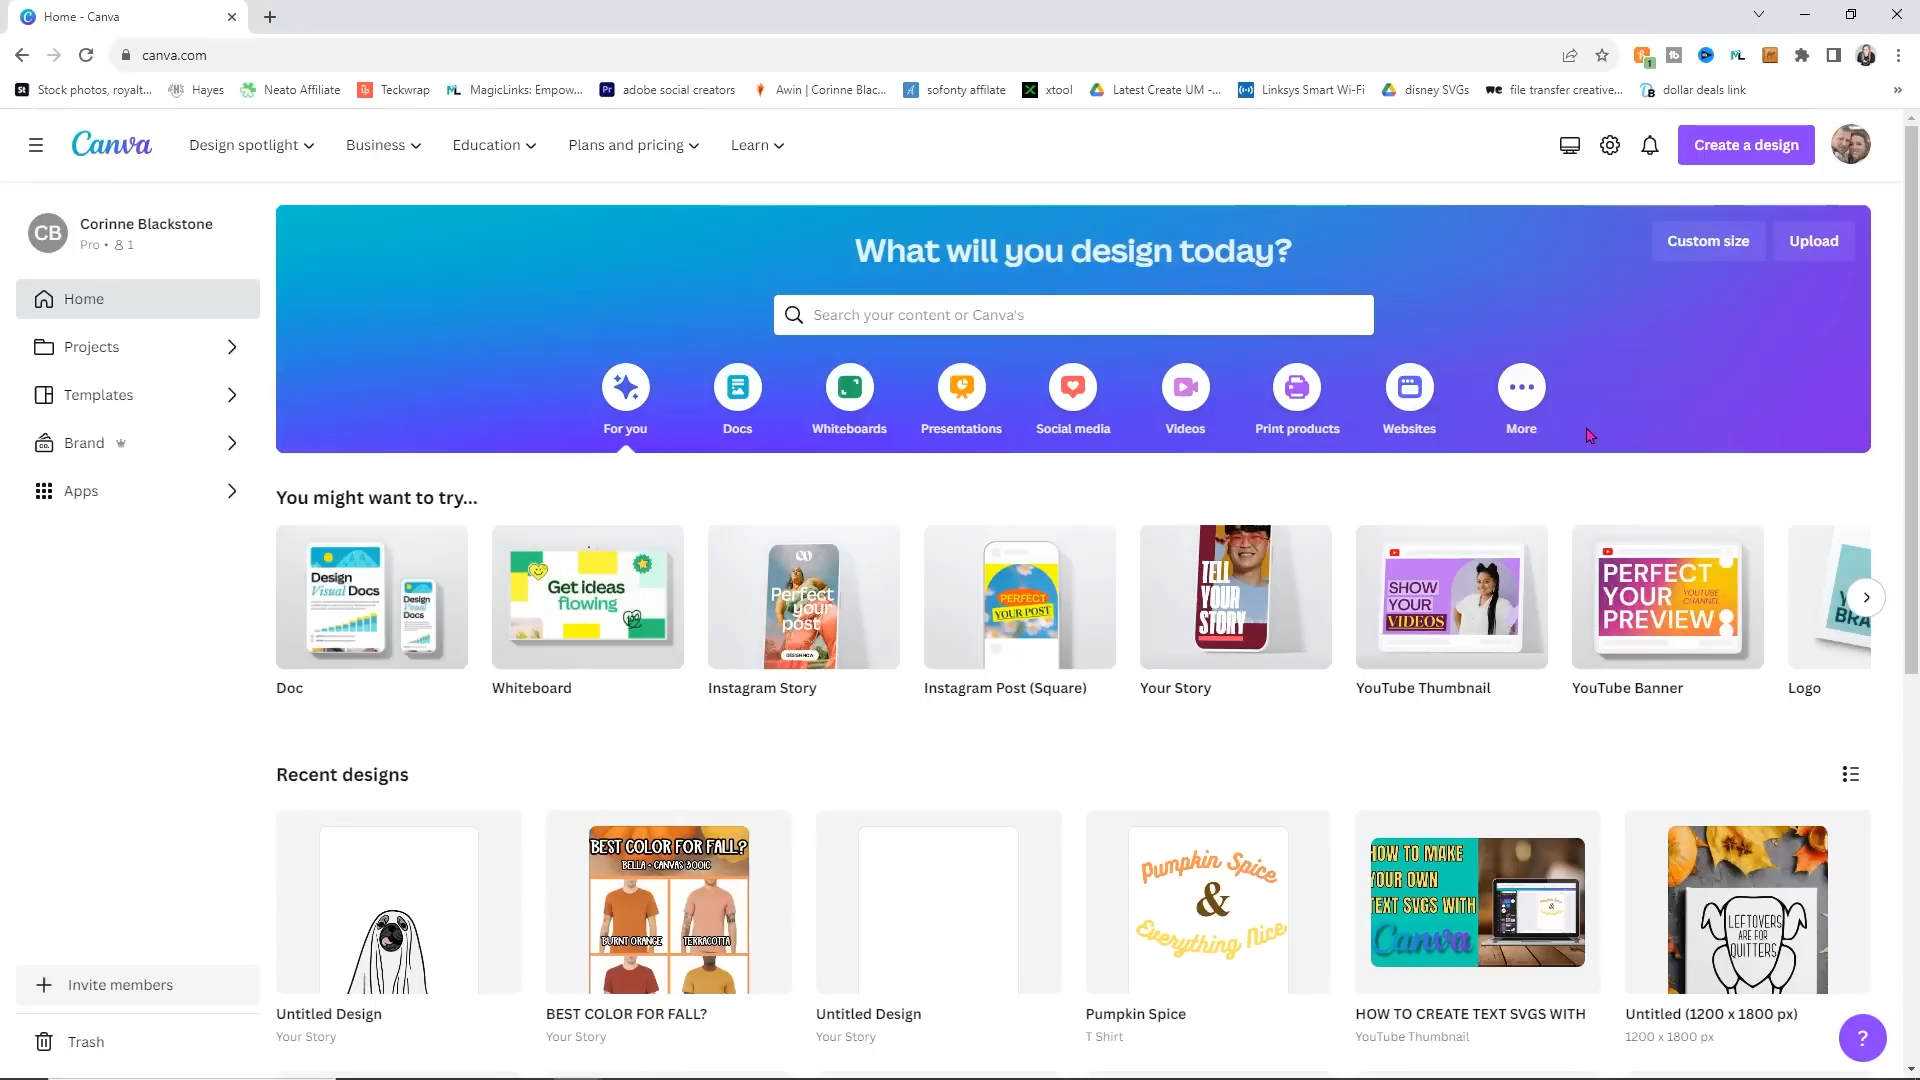 Home - Canva
canva.com
Stock photos, royalt...
Hayes
Neato Affiliate
Teckwrap
MagicLinks: Empow...
adobe social creators
Awin | Corinne Blac...
sofonty affilate
xtool
Latest Create UM -...
Linksys Smart Wi-Fi
disney SVGs
file transfer creative...
dollar deals link
Canva
Design spotlight
Business
Education
Plans and pricing
Learn
Create a design
CB
Corinne Blackstone
Pro • 1
Home
Projects
Templates
Brand
Apps
Invite members
Trash
What will you design today?
Custom size
Upload
Search your content or Canva's
For you
Docs
Whiteboards
Presentations
Social media
Videos
Print products
Websites
More
You might want to try...
Design
Visual Docs
Design
Visual
Docs
Doc
Get ideas
flowing
Whiteboard
Perfect
your
post
DESIGN NOW
Instagram Story
PERFECT
YOUR POST
Instagram Post (Square)
TELL
YOUR
STORY
Your Story
SHOW
YOUR
VIDEOS
YouTube Thumbnail
PERFECT
YOUR YOUTUBE CHANNEL
PREVIEW
YouTube Banner
Logo
Recent designs
Untitled Design
Your Story
BEST COLOR FOR FALL?
BELLA + CANVAS 3001C
BURNT ORANGE
TERRACOTTA
BEST COLOR FOR FALL?
Your Story
Untitled Design
Your Story
Pumpkin Spice
&
Everything Nice
Pumpkin Spice
T Shirt
HOW TO MAKE
YOUR OWN
TEXT SVGS WITH
Canva
HOW TO CREATE TEXT SVGS WITH
YouTube Thumbnail
LEFTOVERS
ARE FOR
QUITTERS
Untitled (1200 x 1800 px)
1200 x 1800 px
?